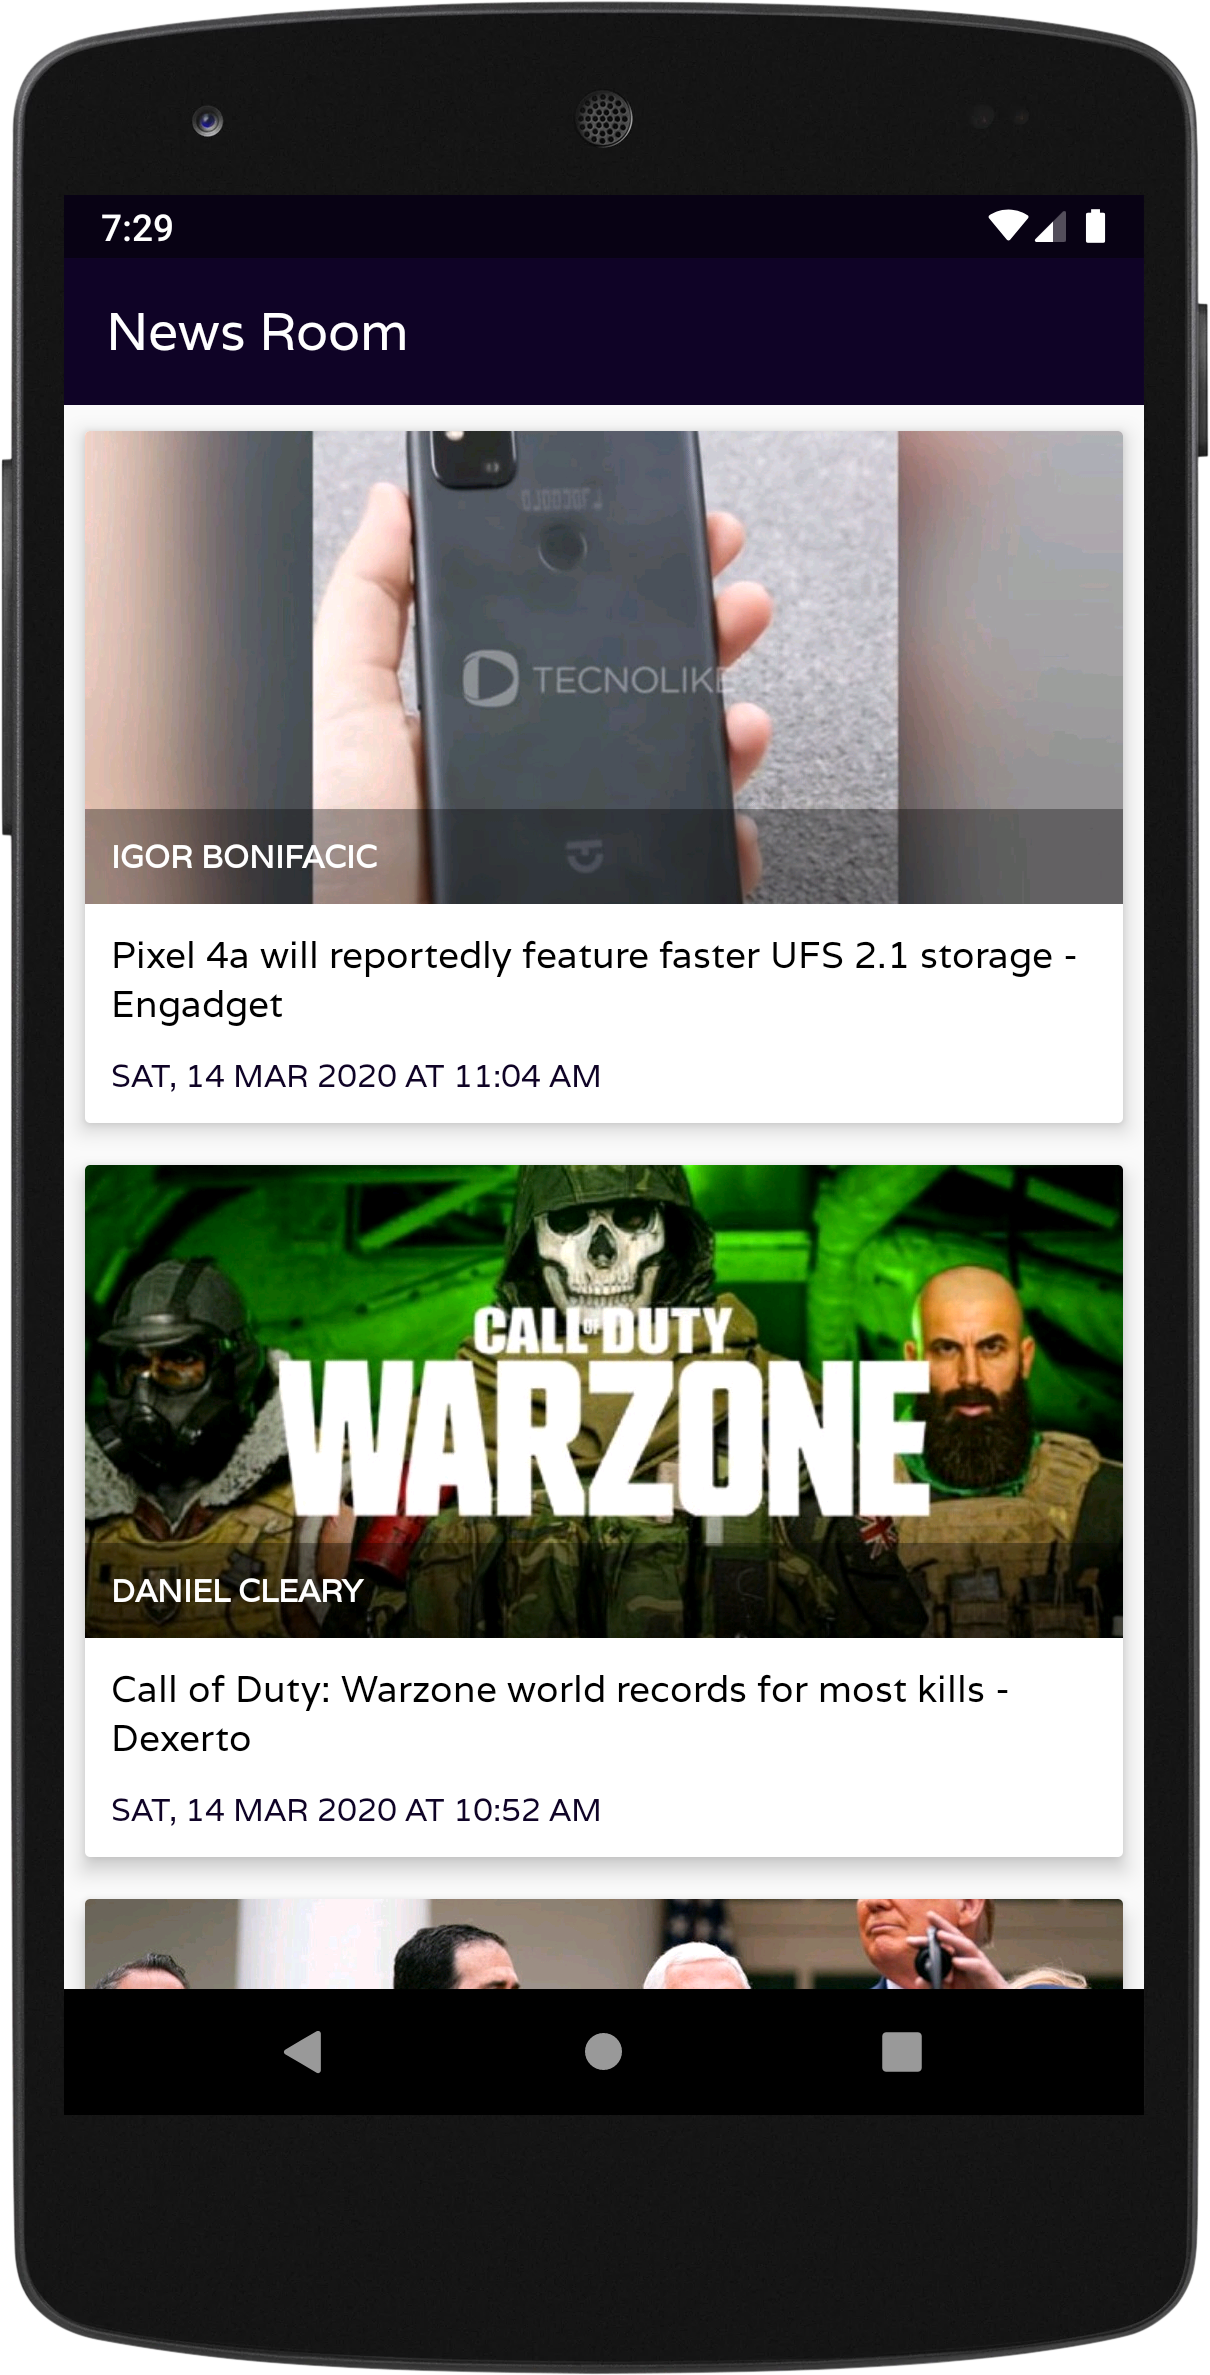 7:29
News Room
TECNOLIKE
IGOR BONIFACIC
Pixel 4a will reportedly feature faster UFS 2.1 storage -
Engadget
SAT, 14 MAR 2020 AT 11:04 AM
CALL OF DUTY
WARZONE
DANIEL CLEARY
Call of Duty: Warzone world records for most kills -
Dexerto
SAT, 14 MAR 2020 AT 10:52 AM